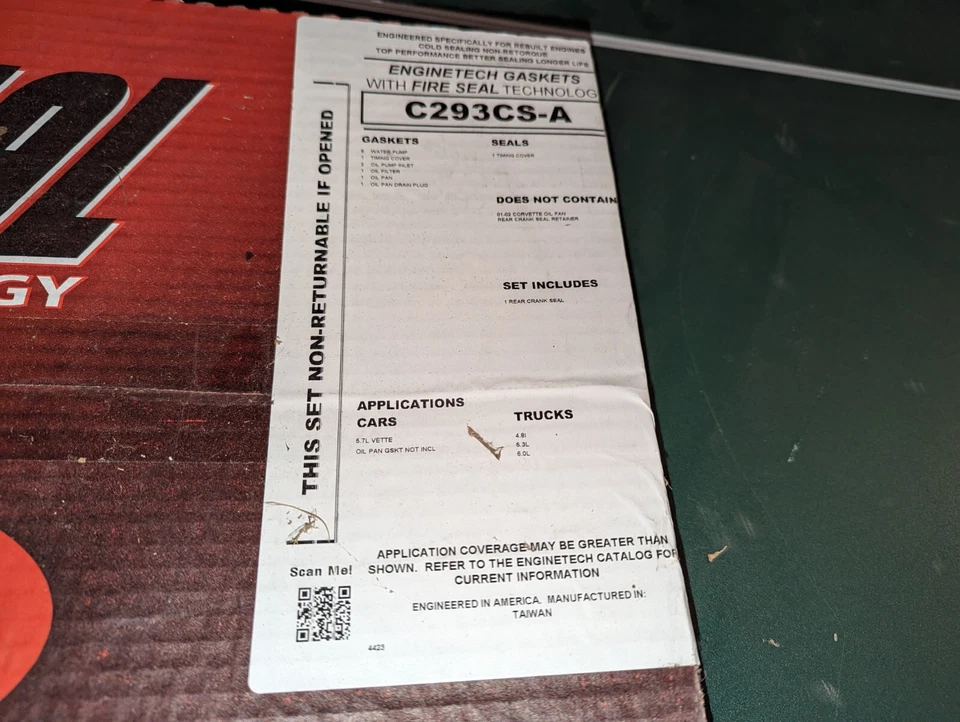 GY
ENGINEERED SPECIFICALLY FOR REBUILT ENGINES
COLD SEALING NON-RETORQUE
TOP PERFORMANCE BETTER SEALING LONGER LIFE
ENGINETECH GASKETS
WITH FIRE SEAL TECHNOLOG
C293CS-A
THIS SET NON-RETURNABLE IF OPENED
GASKETS
WATER PUMP
1 TIMING COVER
OIL PUMP INLET
1 OIL FILTER
1 OIL PAN
1 OIL PAN DRAIN PLUG
SEALS
1 TIMING COVER
DOES NOT CONTAIN
01-02 CORVETTE OIL PAN
REAR CRANK SEAL RETAINER
SET INCLUDES
1 REAR CRANK SEAL
APPLICATIONS
CARS
5.7L VETTE
OIL PAN GSKT NOT INCL
TRUCKS
4.8l
5.3L
6.0L
APPLICATION COVERAGE MAY BE GREATER THAN
SHOWN. REFER TO THE ENGINETECH CATALOG FOR
CURRENT INFORMATION
Scan Me!
ENGINEERED IN AMERICA. MANUFACTURED IN:
TAIWAN
4423